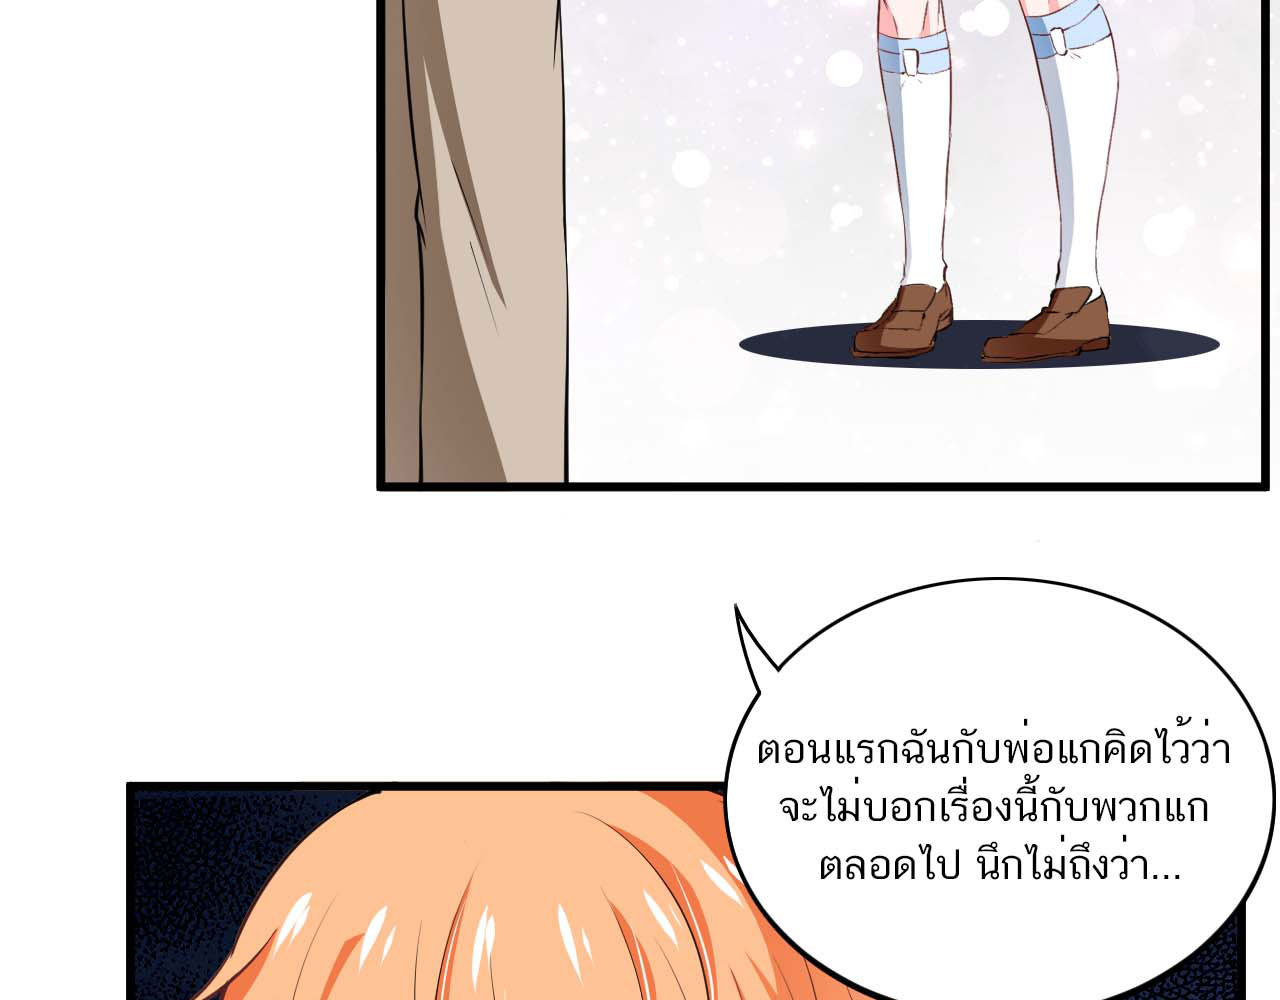 ตอนแรกฉันกับพ่อแกคิดไว้ว่า
จะไม่บอกเรื่องนี้กับพวกแก
ตลอดไป นึกไม่ถึงว่า...